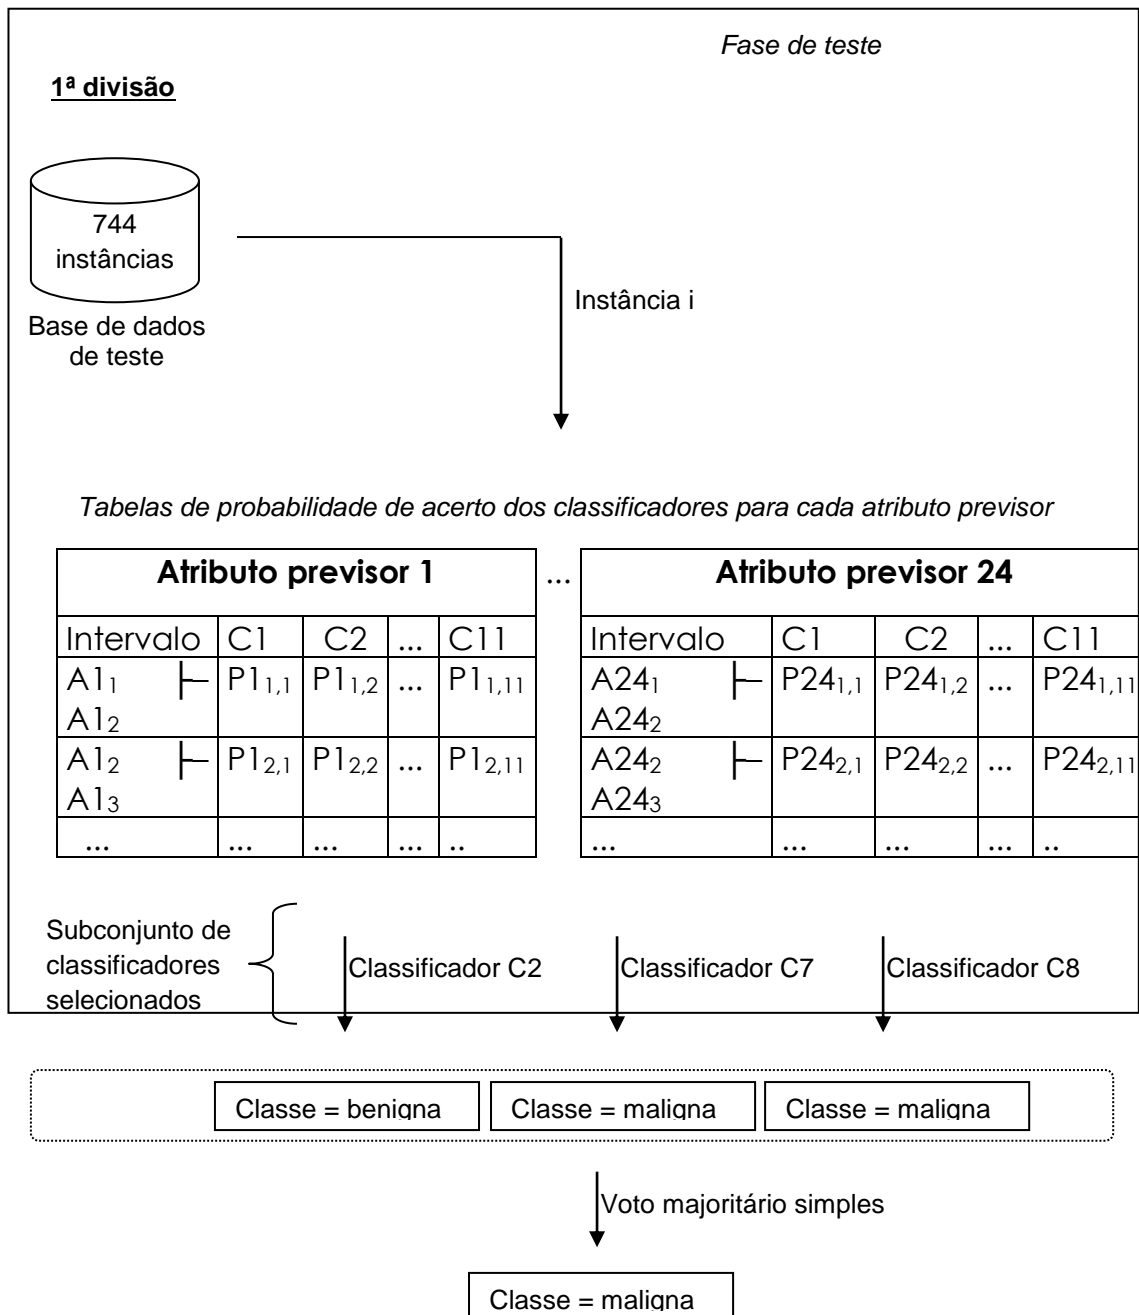 Fase de teste
1ª divisão
744
instâncias
Base de dados
de teste
Instância i
Tabelas de probabilidade de acerto dos classificadores para cada atributo previsor
Atributo previsor 1 ... Atributo previsor 24
Intervalo C1 C2 ... C11 Intervalo C1 C2 ... C11
A1₁ ├─ P1₁,₁ P1₁,₂ ... P1₁,₁₁ A24₁ ├─ P24₁,₁ P24₁,₂ ... P24₁,₁₁
A1₂ A24₂
A1₂ ├─ P1₂,₁ P1₂,₂ ... P1₂,₁₁ A24₂ ├─ P24₂,₁ P24₂,₂ ... P24₂,₁₁
A1₃ A24₃
... ... ... ... .. ... ... ... ... ..
Subconjunto de
classificadores
selecionados
Classificador C2 Classificador C7 Classificador C8
Classe = benigna Classe = maligna Classe = maligna
Voto majoritário simples
Classe = maligna